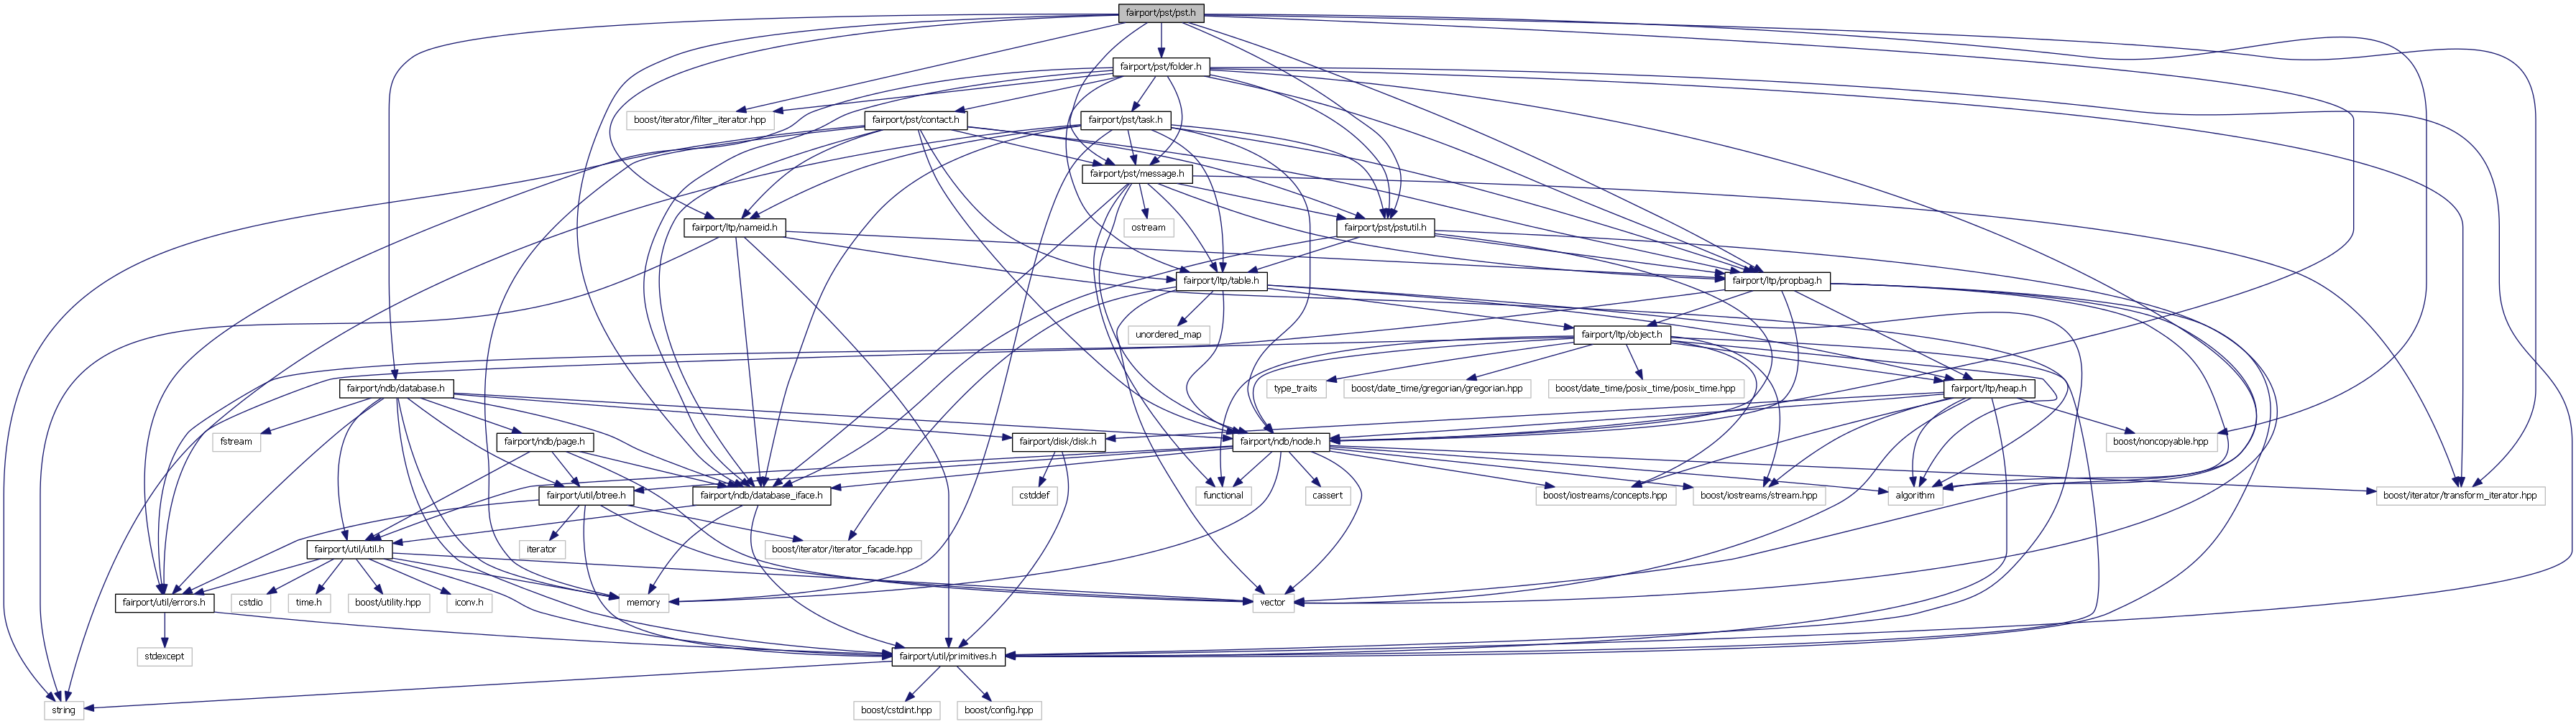 fairport/pst/pst.h
fairport/pst/folder.h
boost/iterator/filter_iterator.hpp
fairport/pst/contact.h
fairport/pst/task.h
fairport/pst/message.h
fairport/ltp/nameid.h
ostream
fairport/pst/pstutil.h
fairport/ltp/table.h
fairport/ltp/propbag.h
unordered_map
fairport/ltp/object.h
fairport/ndb/database.h
type_traits
boost/date_time/gregorian/gregorian.hpp
boost/date_time/posix_time/posix_time.hpp
fairport/ltp/heap.h
fstream
fairport/ndb/page.h
fairport/disk/disk.h
fairport/ndb/node.h
boost/noncopyable.hpp
fairport/util/btree.h
fairport/ndb/database_iface.h
cstddef
functional
cassert
boost/iostreams/concepts.hpp
boost/iostreams/stream.hpp
algorithm
boost/iterator/transform_iterator.hpp
fairport/util/util.h
iterator
boost/iterator/iterator_facade.hpp
fairport/util/errors.h
cstdio
time.h
boost/utility.hpp
iconv.h
memory
vector
stdexcept
fairport/util/primitives.h
string
boost/cstdint.hpp
boost/config.hpp